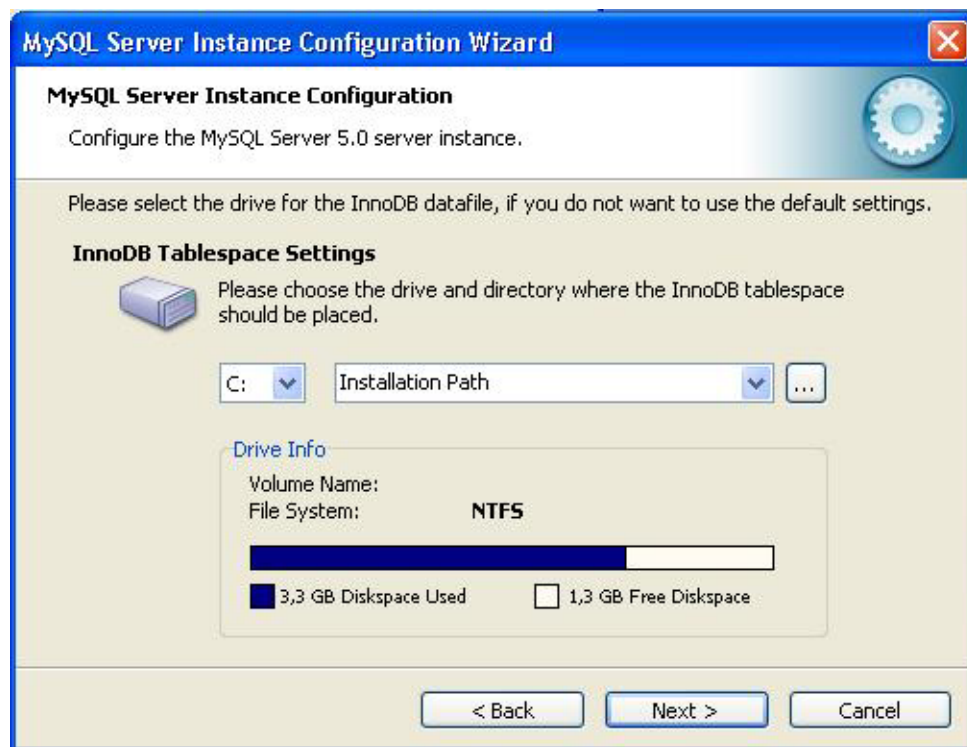 MySQL Server Instance Configuration Wizard
MySQL Server Instance Configuration
Configure the MySQL Server 5.0 server instance.
Please select the drive for the InnoDB datafile, if you do not want to use the default settings.
InnoDB Tablespace Settings
Please choose the drive and directory where the InnoDB tablespace
should be placed.
C: Installation Path ...
Drive Info
Volume Name:
File System: NTFS
3,3 GB Diskspace Used 1,3 GB Free Diskspace
< Back Next > Cancel